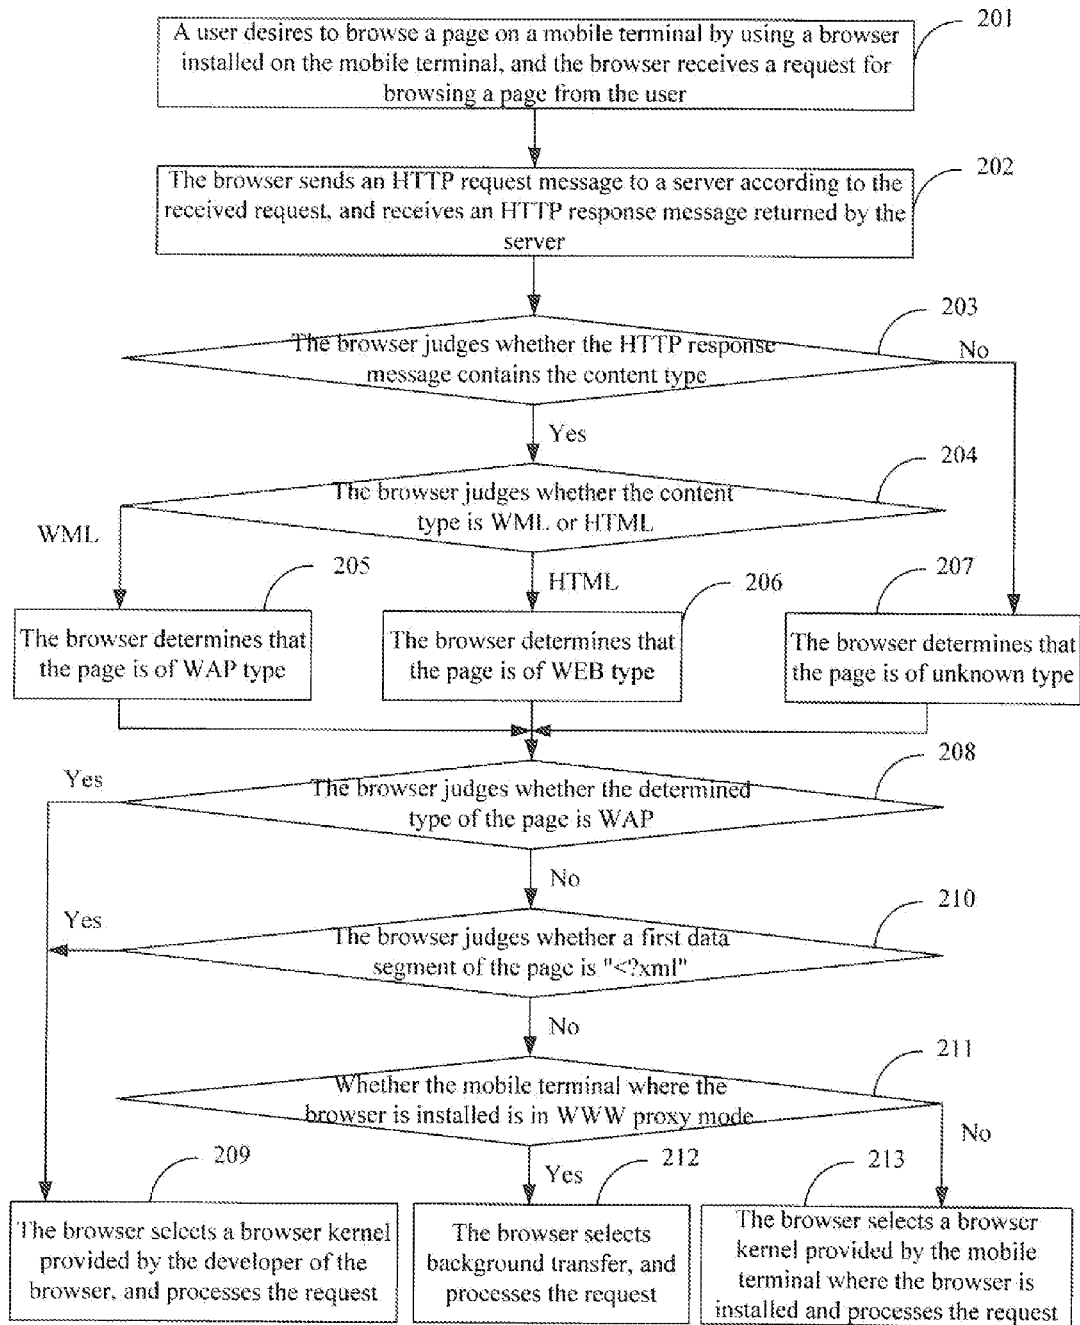 201
A user desires to browse a page on a mobile terminal by using a browser
installed on the mobile terminal, and the browser receives a request for
browsing a page from the user
202
The browser sends an HTTP request message to a server according to the
received request, and receives an HTTP response message returned by the
server
203
The browser judges whether the HTTP response
message contains the content type
No
Yes
204
The browser judges whether the content
type is WML or HTML
WML
HTML
205
206
207
The browser determines that
the page is of WAP type
The browser determines that
the page is of WEB type
The browser determines that
the page is of unknown type
208
Yes
The browser judges whether the determined
type of the page is WAP
No
210
Yes
The browser judges whether a first data
segment of the page is "<?xml"
No
211
Whether the mobile terminal where the
browser is installed is in WWW proxy mode
No
Yes
209
212
213
The browser selects a browser kernel
provided by the developer of the
browser, and processes the request
The browser selects
background transfer, and
processes the request
The browser selects a browser
kernel provided by the mobile
terminal where the browser is
installed and processes the request